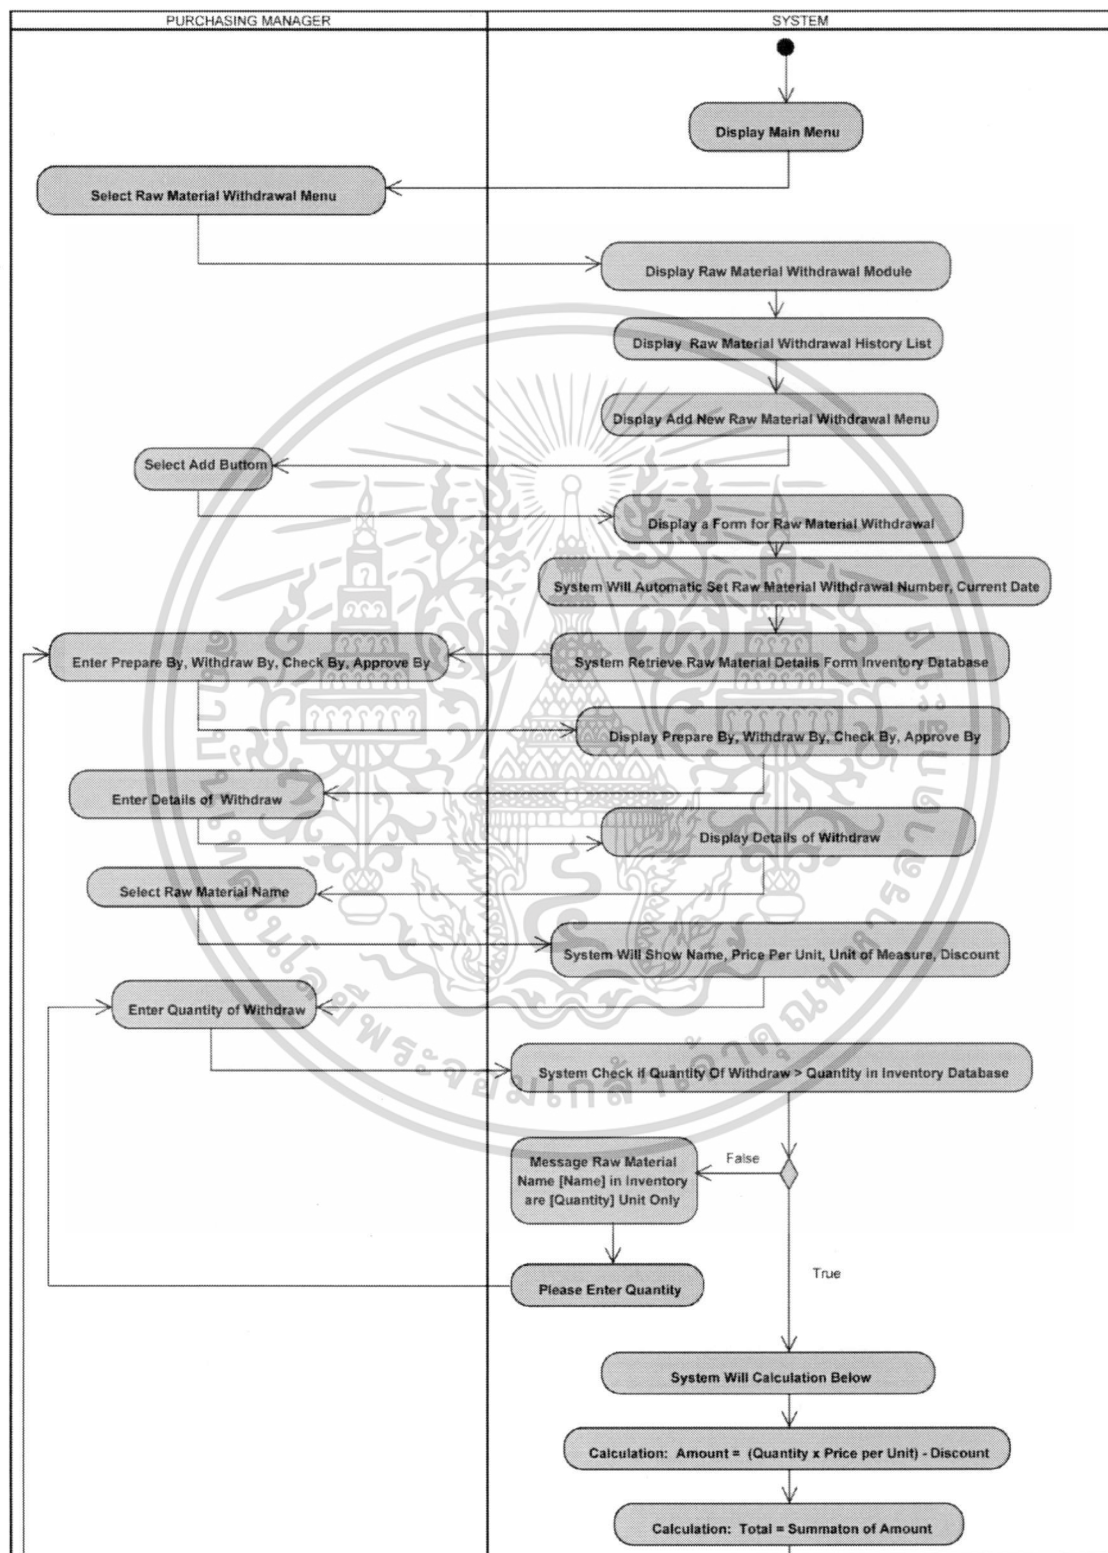 PURCHASING MANAGER
SYSTEM
Display Main Menu
Select Raw Material Withdrawal Menu
Display Raw Material Withdrawal Module
Display Raw Material Withdrawal History List
Display Add New Raw Material Withdrawal Menu
Select Add Buttom
Display a Form for Raw Material Withdrawal
System Will Automatic Set Raw Material Withdrawal Number, Current Date
Enter Prepare By, Withdraw By, Check By, Approve By
System Retrieve Raw Material Details Form Inventory Database
Display Prepare By, Withdraw By, Check By, Approve By
Enter Details of Withdraw
Display Details of Withdraw
Select Raw Material Name
System Will Show Name, Price Per Unit, Unit of Measure, Discount
Enter Quantity of Withdraw
System Check if Quantity Of Withdraw > Quantity in Inventory Database
Message Raw Material
Name [Name] in Inventory
are [Quantity] Unit Only
False
True
Please Enter Quantity
System Will Calculation Below
Calculation: Amount = (Quantity x Price per Unit) - Discount
Calculation: Total = Summaton of Amount